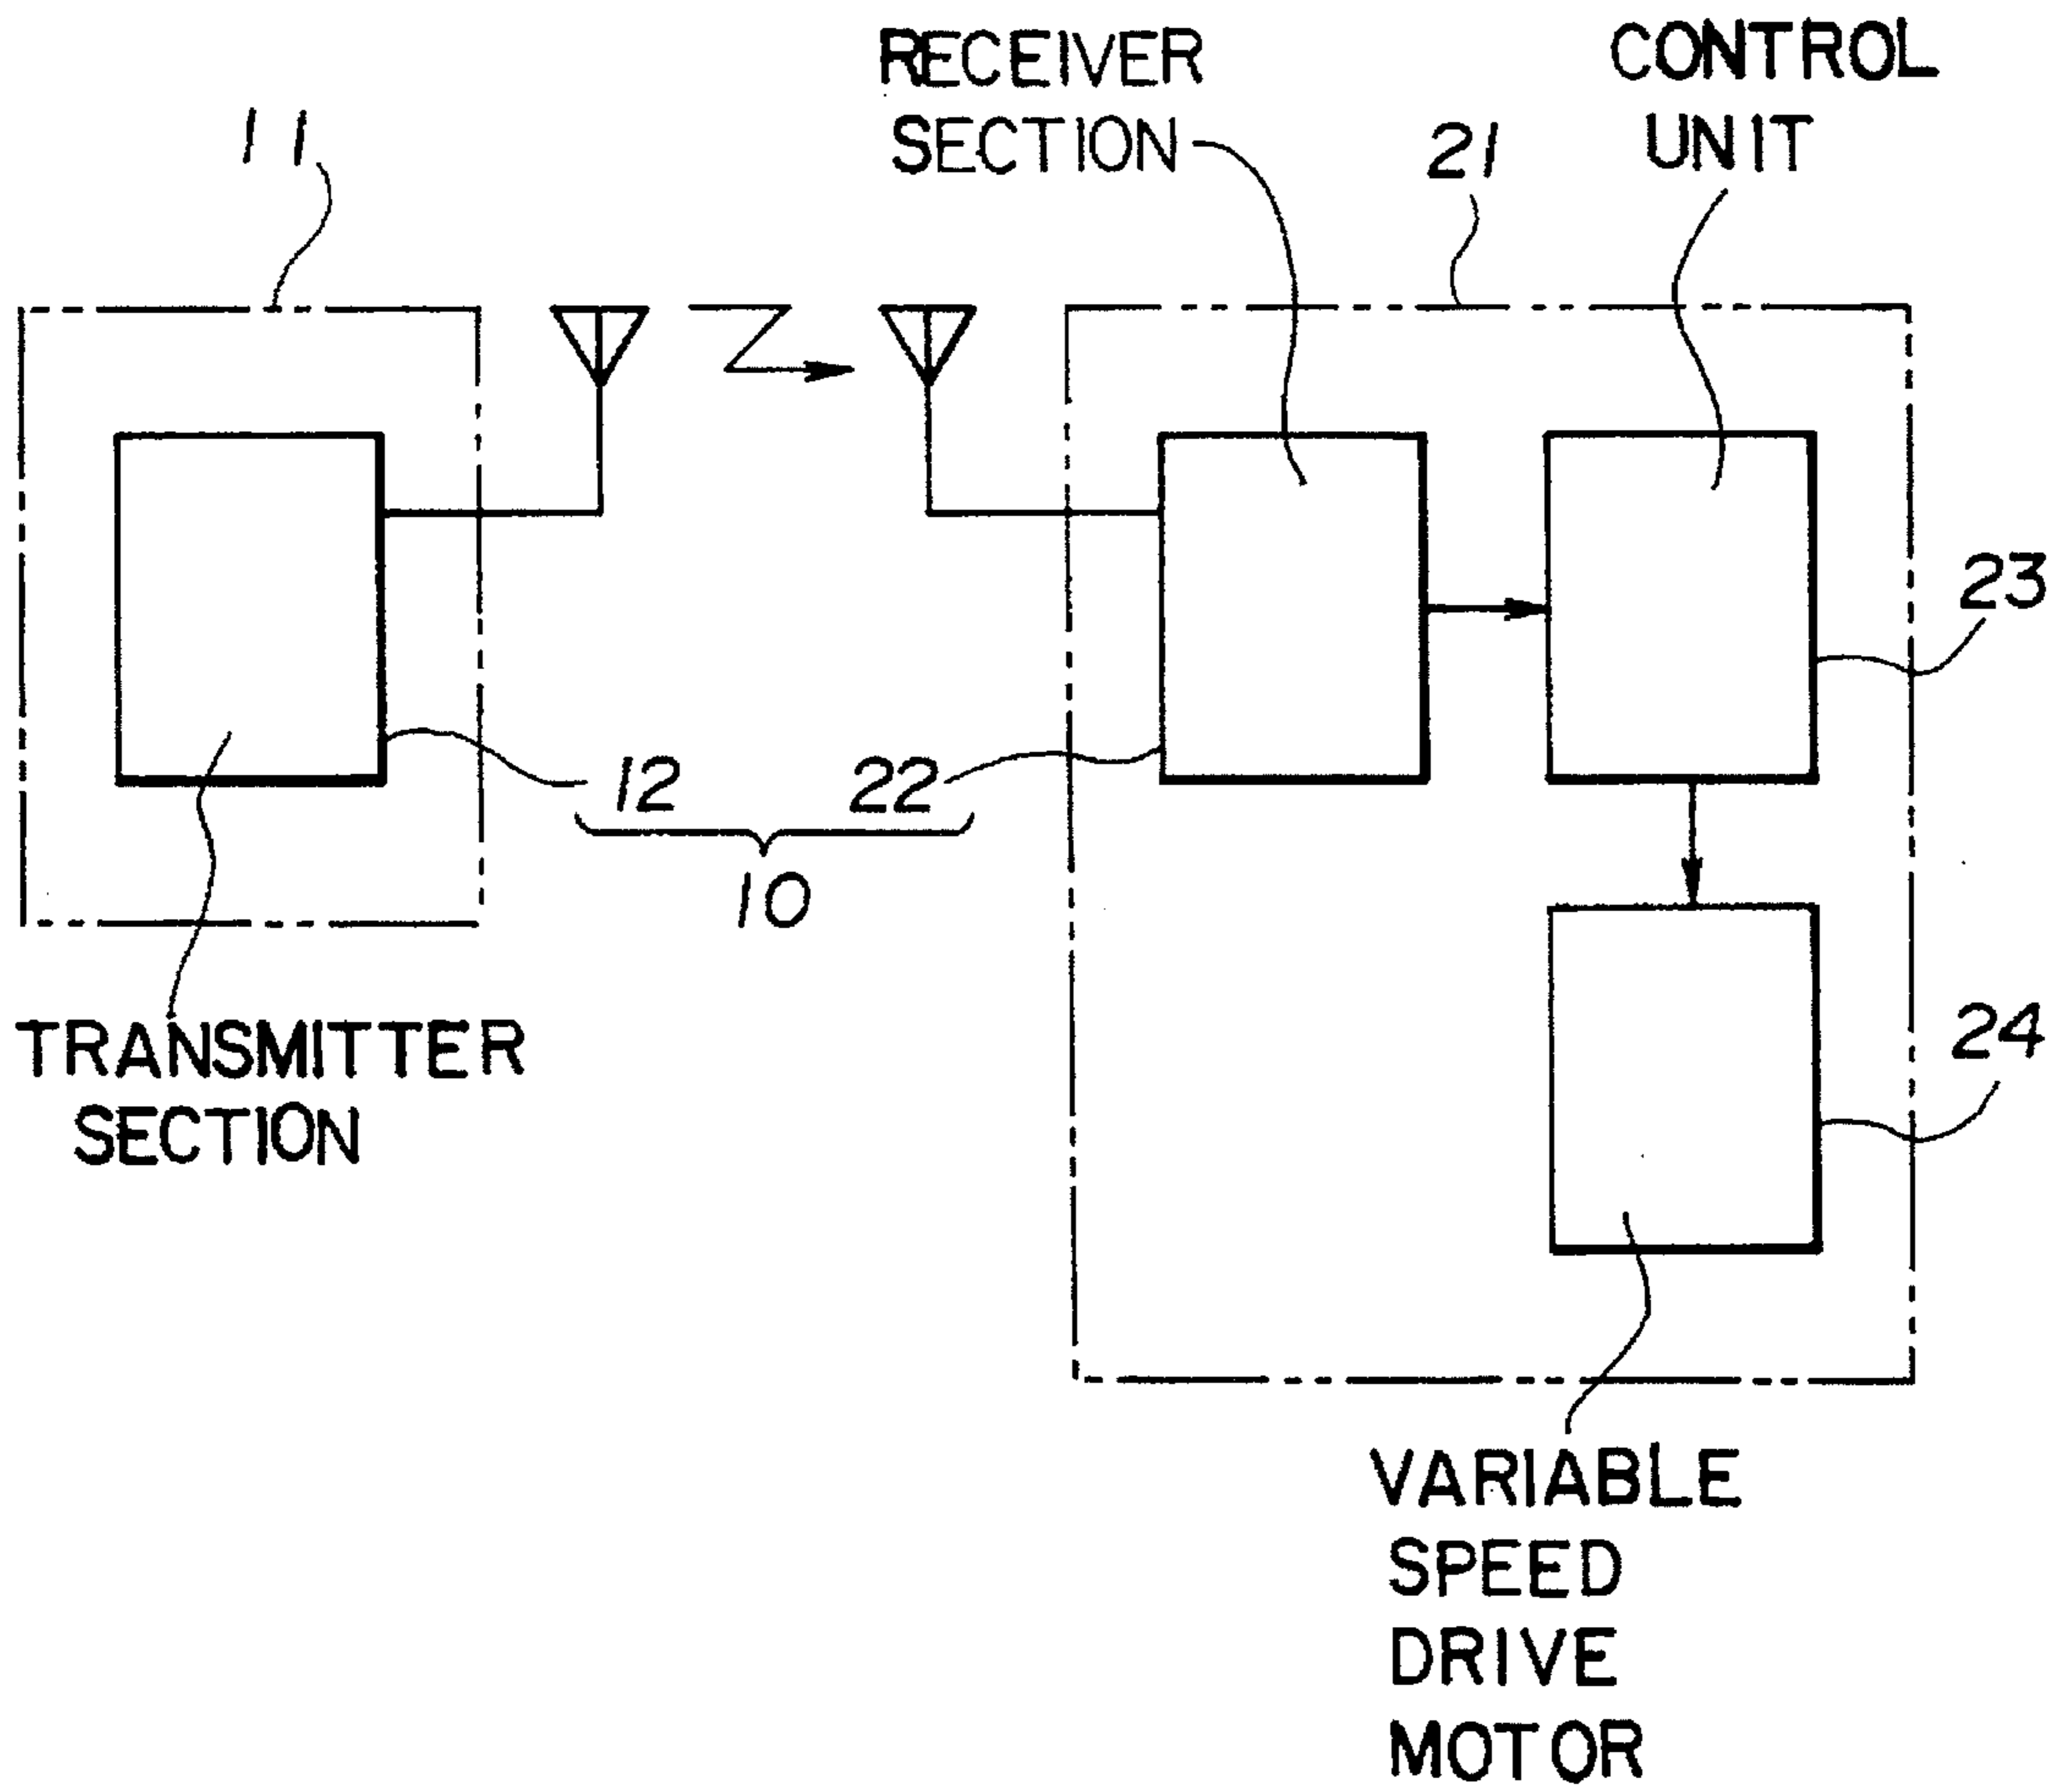 RECEIVER
SECTION
CONTROL
UNIT
11
21
23
12
22
10
TRANSMITTER
SECTION
24
VARIABLE
SPEED
DRIVE
MOTOR